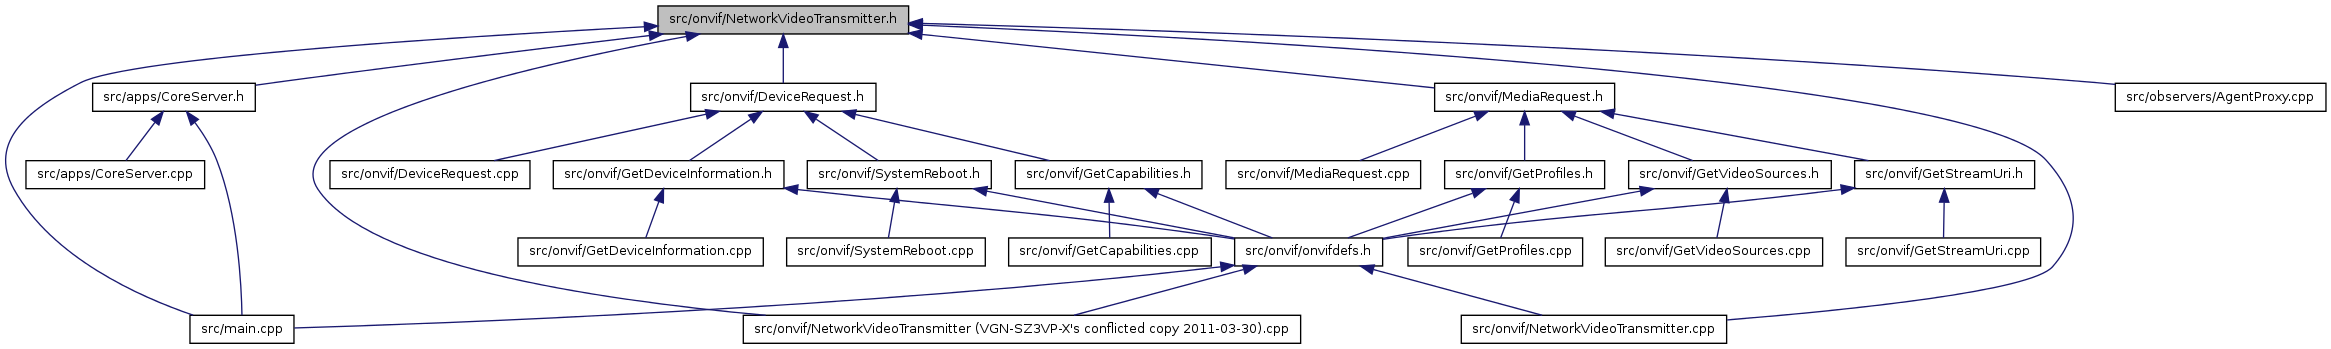 src/onvif/NetworkVideoTransmitter.h
src/apps/CoreServer.h
src/onvif/DeviceRequest.h
src/onvif/MediaRequest.h
src/observers/AgentProxy.cpp
src/apps/CoreServer.cpp
src/onvif/DeviceRequest.cpp
src/onvif/GetDeviceInformation.h
src/onvif/SystemReboot.h
src/onvif/GetCapabilities.h
src/onvif/MediaRequest.cpp
src/onvif/GetProfiles.h
src/onvif/GetVideoSources.h
src/onvif/GetStreamUri.h
src/onvif/GetDeviceInformation.cpp
src/onvif/SystemReboot.cpp
src/onvif/GetCapabilities.cpp
src/onvif/onvifdefs.h
src/onvif/GetProfiles.cpp
src/onvif/GetVideoSources.cpp
src/onvif/GetStreamUri.cpp
src/main.cpp
src/onvif/NetworkVideoTransmitter (VGN-SZ3VP-X's conflicted copy 2011-03-30).cpp
src/onvif/NetworkVideoTransmitter.cpp